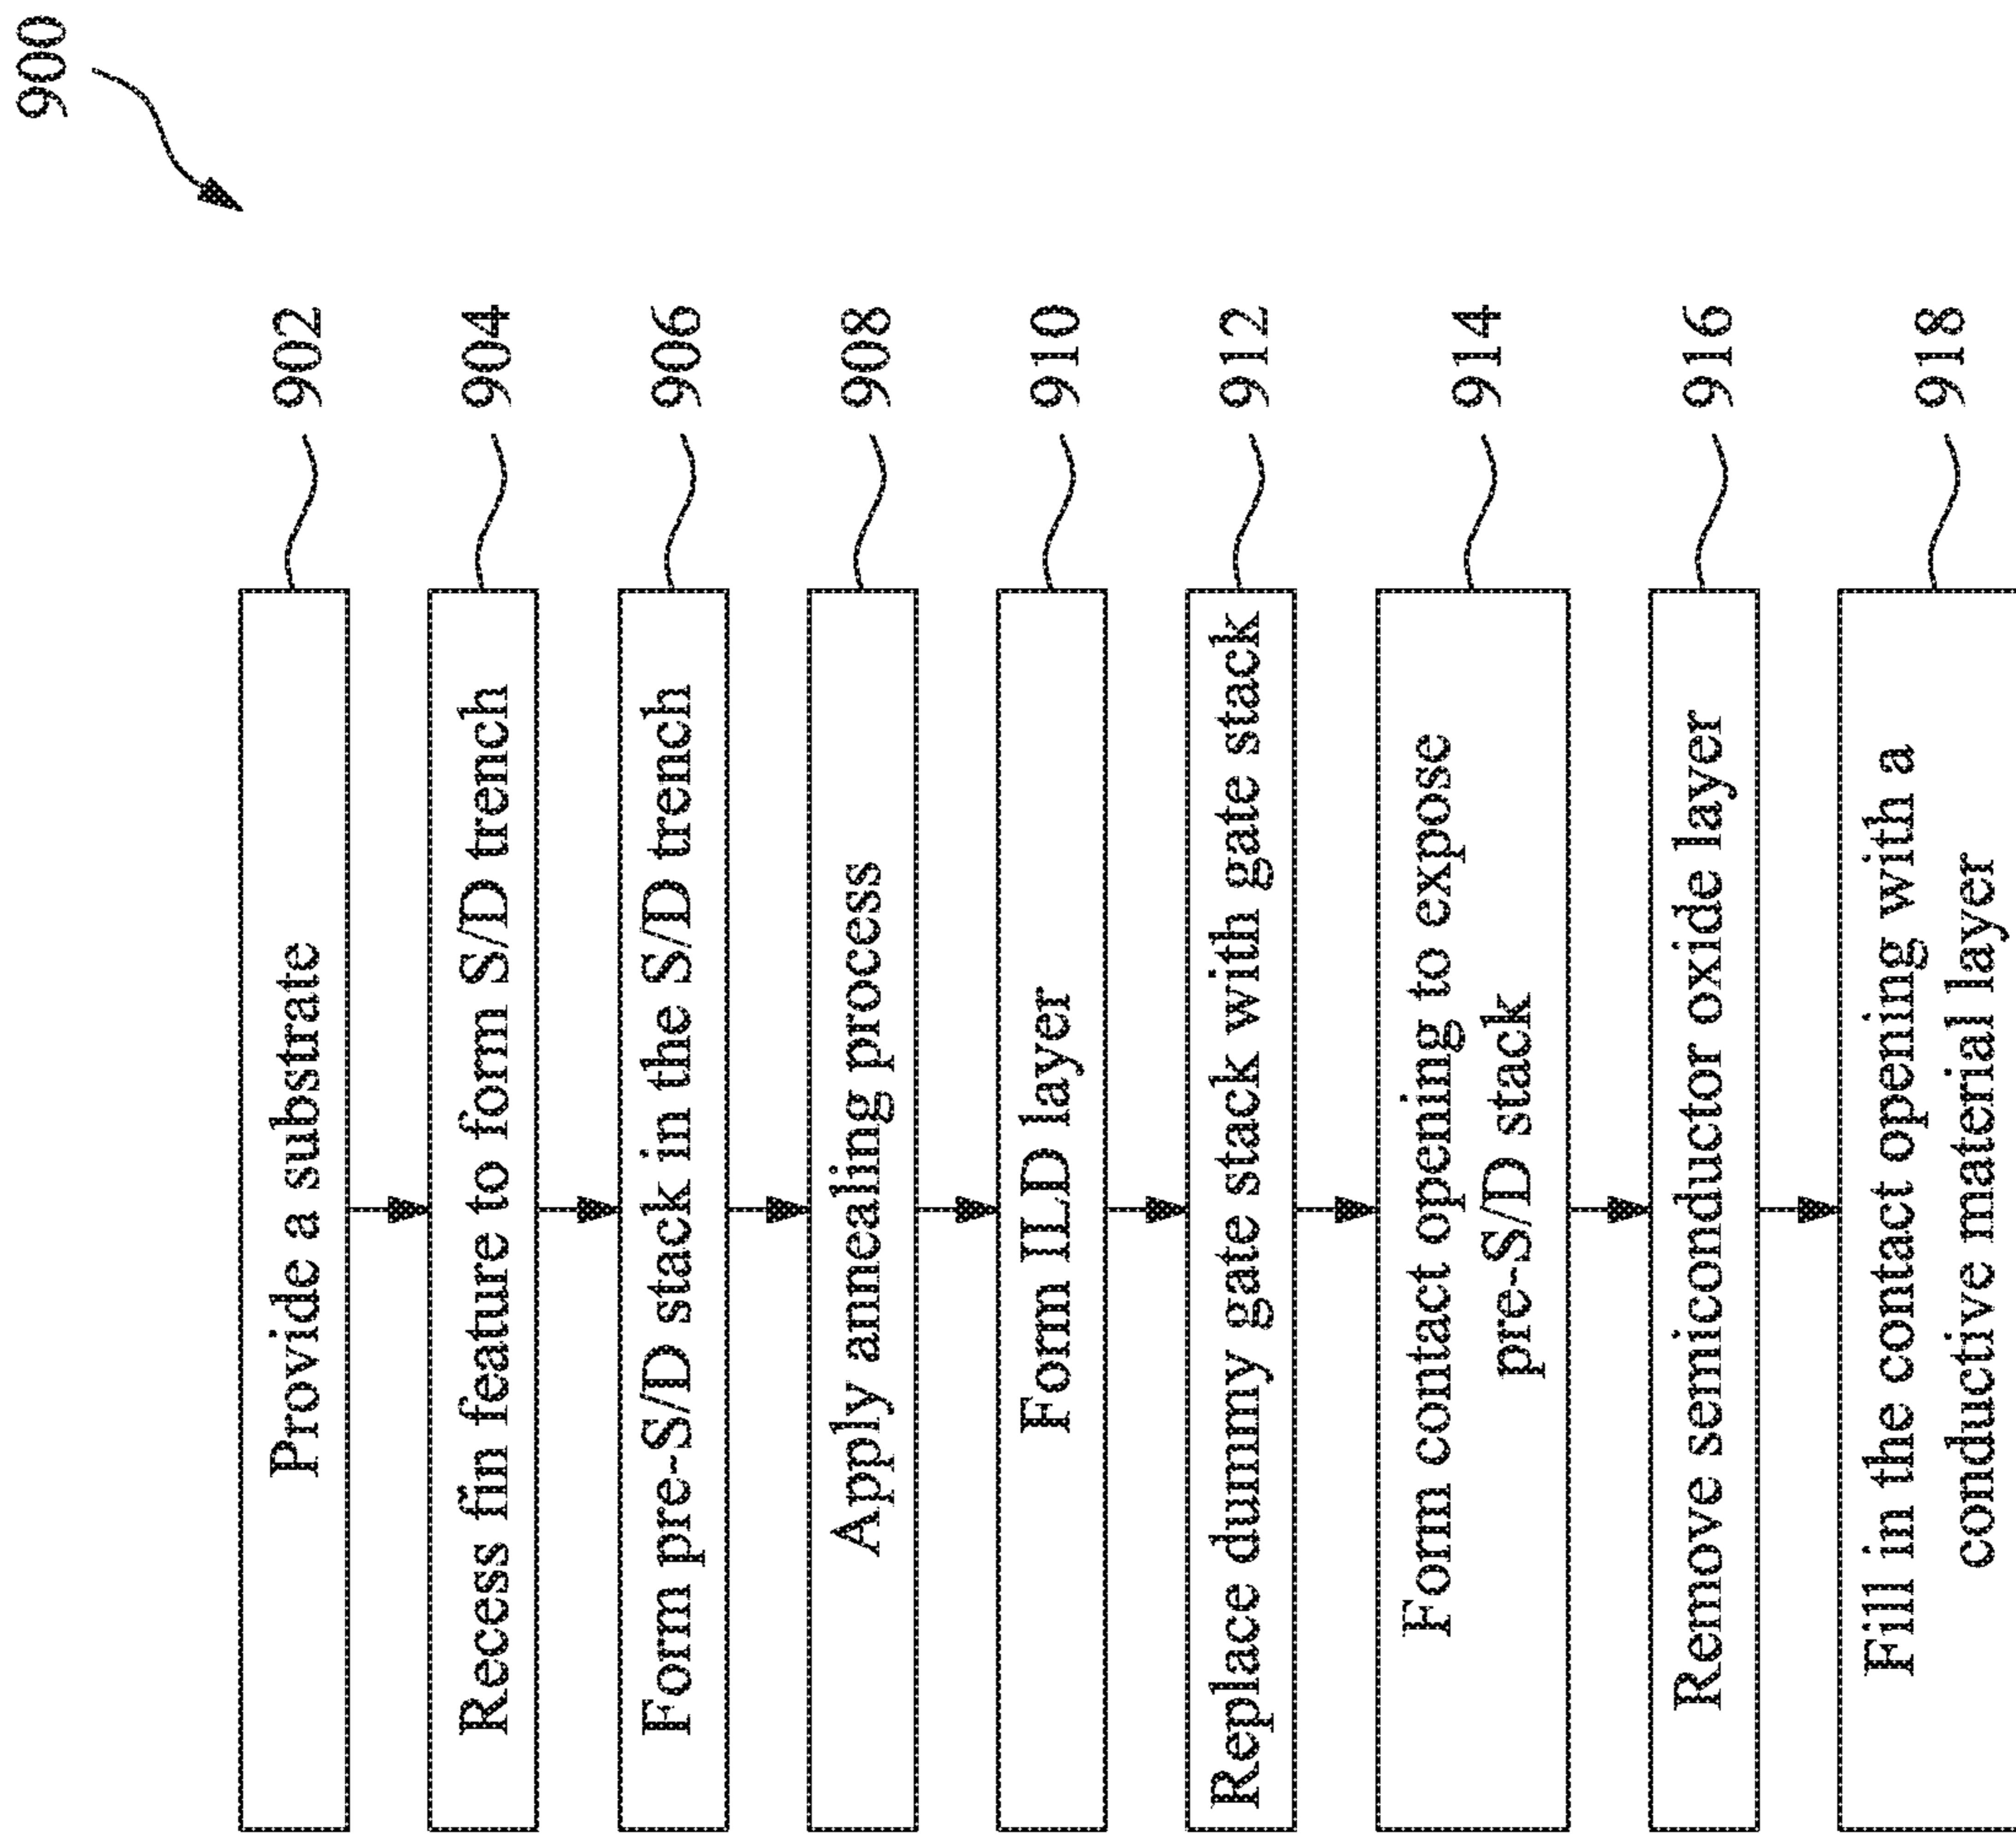 900
Provide a substrate
902
Recess fin feature to form S/D trench
904
Form pre-S/D stack in the S/D trench
906
Apply annealing process
908
Form ILD layer
910
Replace dummy gate stack with gate stack
912
Form contact opening to expose
pre-S/D stack
914
Remove semiconductor oxide layer
916
Fill in the contact opening with a
conductive material layer
918